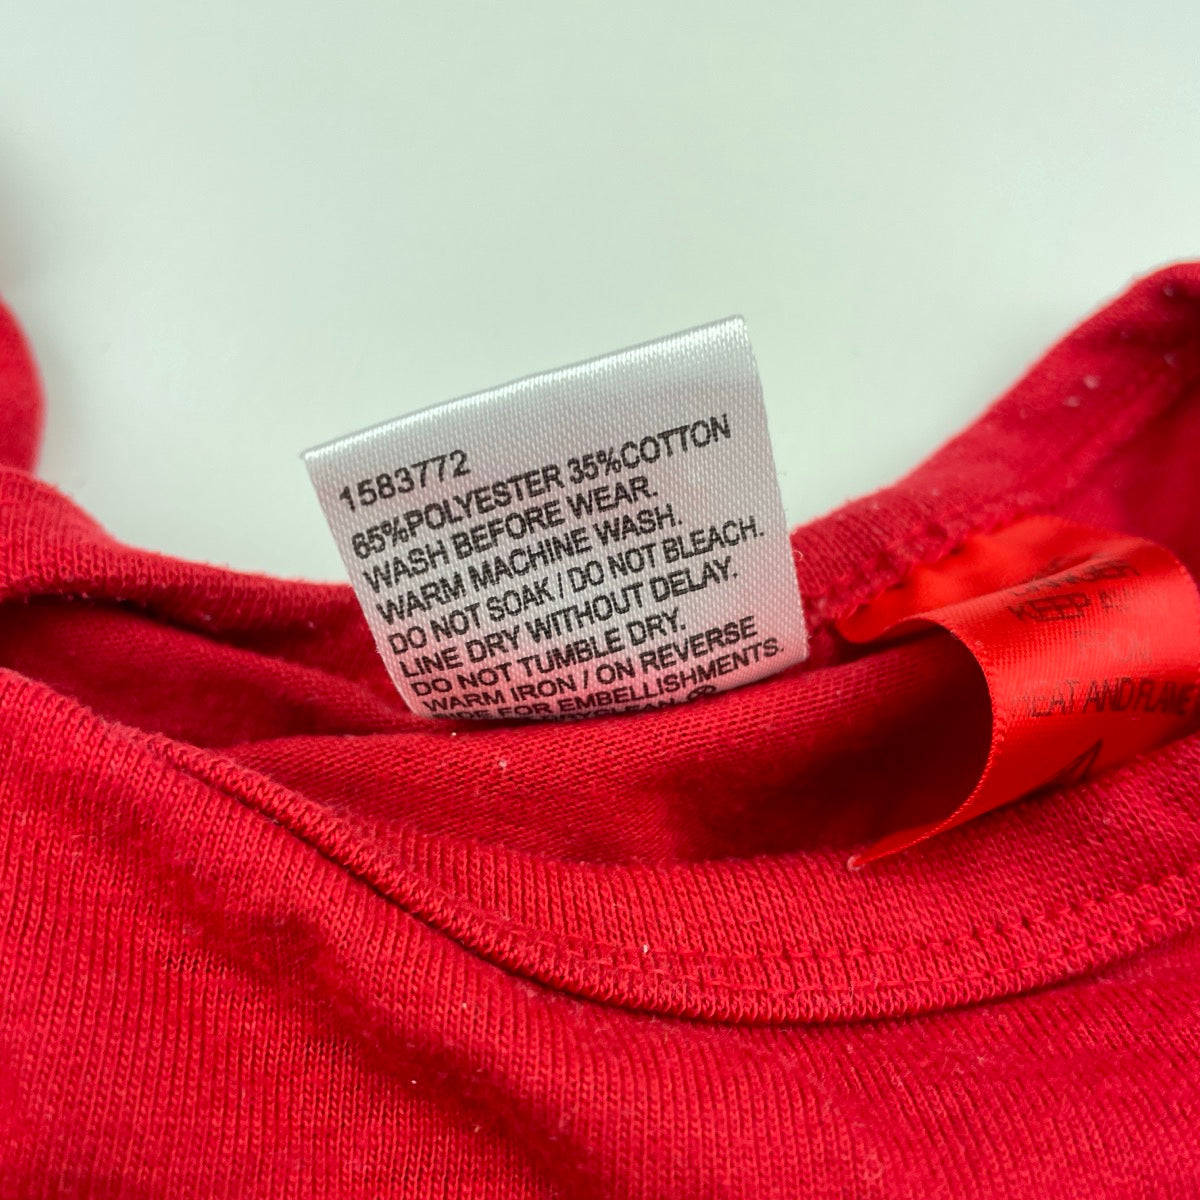 1583772
65%POLYESTER 35%COTTON
WASH BEFORE WEAR.
WARM MACHINE WASH.
DO NOT SOAK / DO NOT BLEACH.
LINE DRY WITHOUT DELAY.
DO NOT TUMBLE DRY.
WARM IRON / ON REVERSE
SIDE FOR EMBELLISHMENTS.
DRYCLEAN
KEEP
HEAT AND FLAME